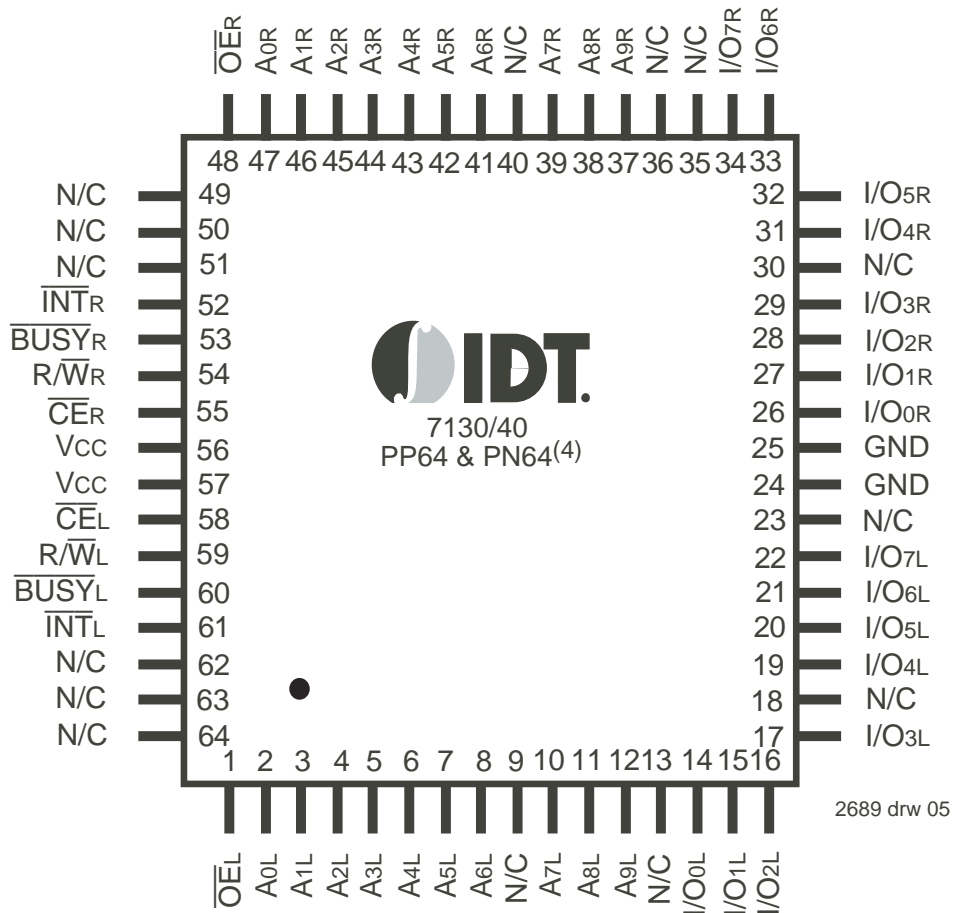 OER A0R A1R A2R A3R A4R A5R A6R N/C A7R A8R A9R N/C N/C I/O7R I/O6R
48 47 46 45 44 43 42 41 40 39 38 37 36 35 34 33
N/C 49 32 I/O5R
N/C 50 31 I/O4R
N/C 51 30 N/C
INTR 52 29 I/O3R
BUSYR 53 28 I/O2R
R/WR 54 27 I/O1R
CER 55 26 I/O0R
VCC 56 25 GND
VCC 57 24 GND
CEL 58 23 N/C
R/WL 59 22 I/O7L
BUSYL 60 21 I/O6L
INTL 61 20 I/O5L
N/C 62 19 I/O4L
N/C 63 18 N/C
N/C 64 17 I/O3L
IDT.
7130/40
PP64 & PN64(4)
1 2 3 4 5 6 7 8 9 10 11 12 13 14 15 16
OEL A0L A1L A2L A3L A4L A5L A6L N/C A7L A8L A9L N/C I/O0L I/O1L I/O2L
2689 drw 05